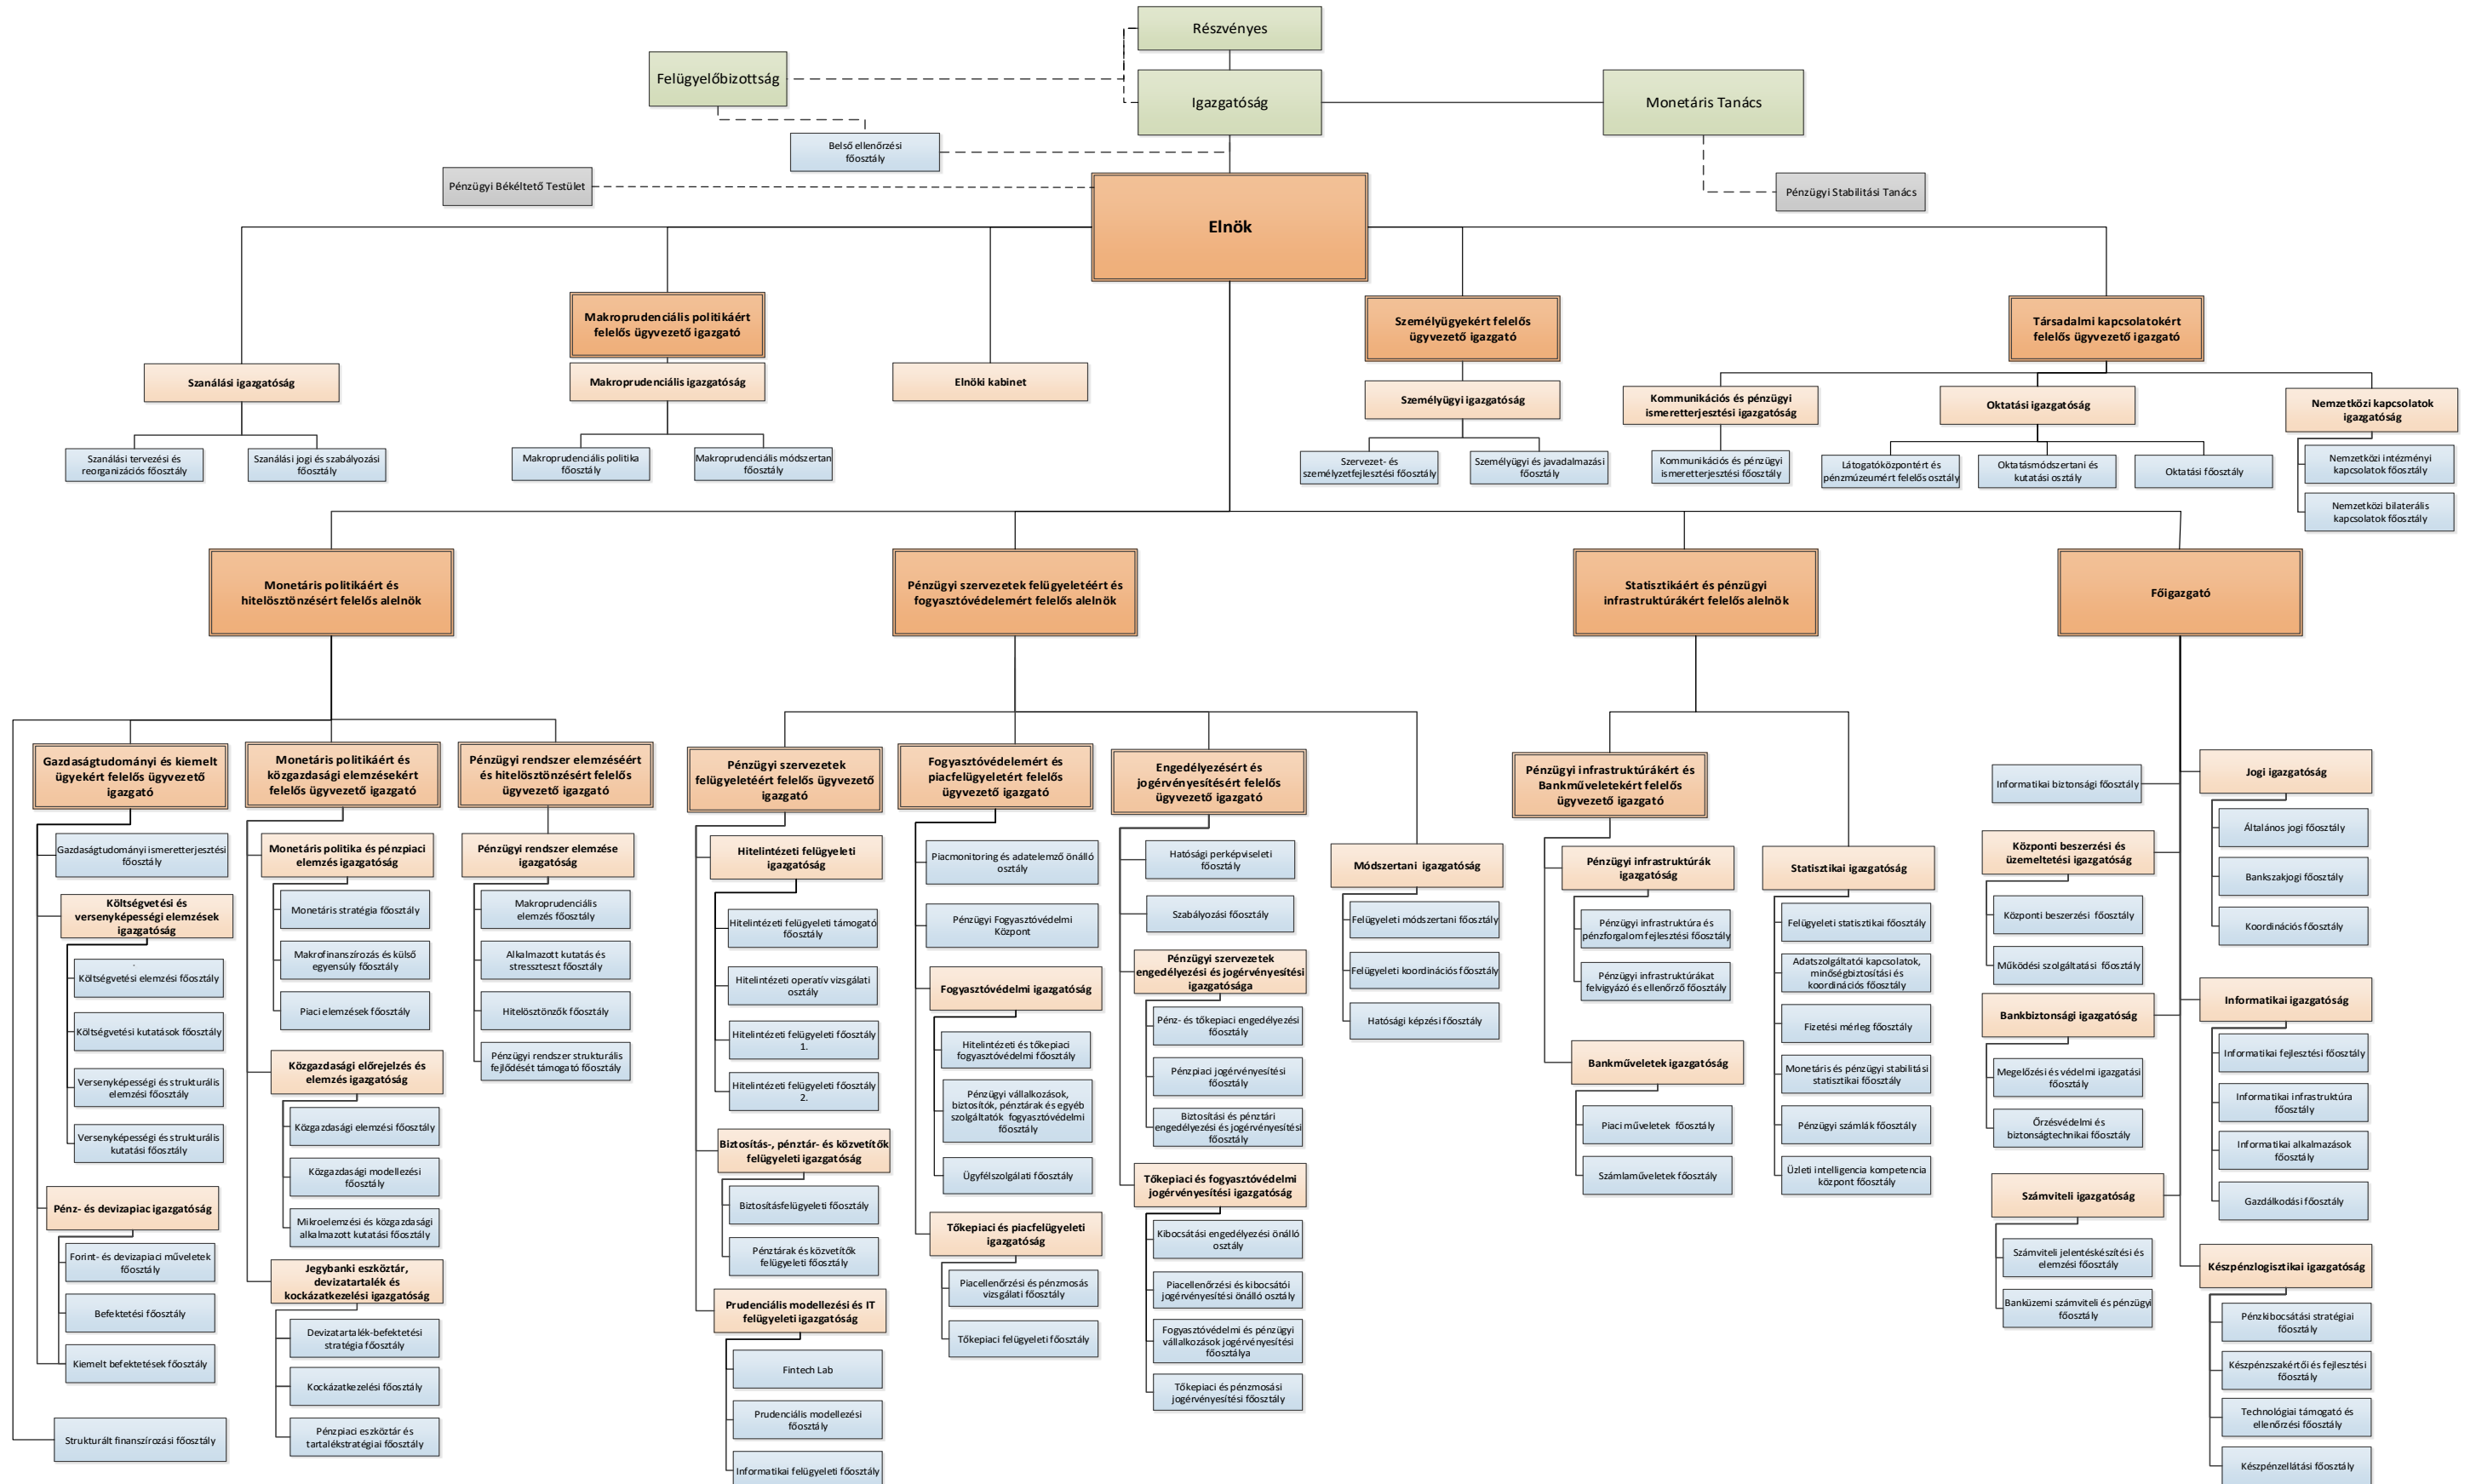 Részvényes
Felügyelőbizottság
Igazgatóság
Monetáris Tanács
Belső ellenőrzési
főosztály
Pénzügyi Békéltető Testület
Pénzügyi Stabilitási Tanács
Elnök
Makroprudenciális politikáért
felelős ügyvezető igazgató
Személyügyekért felelős
ügyvezető igazgató
Társadalmi kapcsolatokért
felelős ügyvezető igazgató
Szanálási igazgatóság
Makroprudenciális igazgatóság
Elnöki kabinet
Személyügyi igazgatóság
Kommunikációs és pénzügyi
ismeretterjesztési igazgatóság
Oktatási igazgatóság
Nemzetközi kapcsolatok
igazgatóság
Szanálási tervezési és
reorganizációs főosztály
Szanálási jogi és szabályozási
főosztály
Makroprudenciális politika
főosztály
Makroprudenciális módszertan
főosztály
Szervezet- és
személyzetfejlesztési főosztály
Személyügyi és javadalmazási
főosztály
Kommunikációs és pénzügyi
ismeretterjesztési főosztály
Látogatóközpontért és
pénzmúzeumért felelős osztály
Oktatásmódszertani és
kutatási osztály
Oktatási főosztály
Nemzetközi intézményi
kapcsolatok főosztály
Nemzetközi bilaterális
kapcsolatok főosztály
Monetáris politikáért és
hitelösztönzésért felelős alelnök
Pénzügyi szervezetek felügyeletéért és
fogyasztóvédelemért felelős alelnök
Statisztikáért és pénzügyi
infrastruktúrákért felelős alelnök
Főigazgató
Gazdaságtudományi és kiemelt
ügyekért felelős ügyvezető
igazgató
Gazdaságtudományi ismeretterjesztési
főosztály
Költségvetési és
versenyképességi elemzések
igazgatóság
Költségvetési elemzési főosztály
Költségvetési kutatások főosztály
Versenyképességi és strukturális
elemzési főosztály
Versenyképességi és strukturális
kutatási főosztály
Pénz- és devizapiac igazgatóság
Forint- és devizapiaci műveletek
főosztály
Befektetési főosztály
Kiemelt befektetések főosztály
Strukturált finanszírozási főosztály
Monetáris politikáért és
közgazdasági elemzésekért
felelős ügyvezető igazgató
Monetáris politika és pénzpiaci
elemzés igazgatóság
Monetáris stratégia főosztály
Makrofinanszírozás és külső
egyensúly főosztály
Piaci elemzések főosztály
Közgazdasági előrejelzés és
elemzés igazgatóság
Közgazdasági elemzési főosztály
Közgazdasági modellezési
főosztály
Mikroelemzési és közgazdasági
alkalmazott kutatási főosztály
Jegybanki eszköztár,
devizatartalék és
kockázatkezelési igazgatóság
Devizatartalék-befektetési
stratégia főosztály
Kockázatkezelési főosztály
Pénzpiaci eszköztár és
tartalékstratégiai főosztály
Pénzügyi rendszer elemzéséért
és hitelösztönzésért felelős
ügyvezető igazgató
Pénzügyi rendszer elemzése
igazgatóság
Makroprudenciális
elemzés főosztály
Alkalmazott kutatás és
stresszteszt főosztály
Hitelösztönzők főosztály
Pénzügyi rendszer strukturális
fejlődését támogató főosztály
Pénzügyi szervezetek
felügyeletéért felelős ügyvezető
igazgató
Hitelintézeti felügyeleti
igazgatóság
Hitelintézeti felügyeleti támogató
főosztály
Hitelintézeti operatív vizsgálati
osztály
Hitelintézeti felügyeleti főosztály
1.
Hitelintézeti felügyeleti főosztály
2.
Biztosítás-, pénztár- és közvetítők
felügyeleti igazgatóság
Biztosításfelügyeleti főosztály
Pénztárak és közvetítők
felügyeleti főosztály
Prudenciális modellezési és IT
felügyeleti igazgatóság
Fintech Lab
Prudenciális modellezési
főosztály
Informatikai felügyeleti főosztály
Fogyasztóvédelemért és
piacfelügyeletért felelős
ügyvezető igazgató
Piacmonitoring és adatelemző önálló
osztály
Pénzügyi Fogyasztóvédelmi
Központ
Fogyasztóvédelmi igazgatóság
Hitelintézeti és tőkepiaci
fogyasztóvédelmi főosztály
Pénzügyi vállalkozások,
biztosítók, pénztárak és egyéb
szolgáltatók fogyasztóvédelmi
főosztály
Ügyfélszolgálati főosztály
Tőkepiaci és piacfelügyeleti
igazgatóság
Piacellenőrzési és pénzmosás
vizsgálati főosztály
Tőkepiaci felügyeleti főosztály
Engedélyezésért és
jogérvényesítésért felelős
ügyvezető igazgató
Hatósági perképviseleti
főosztály
Szabályozási főosztály
Pénzügyi szervezetek
engedélyezési és jogérvényesítési
igazgatósága
Pénz- és tőkepiaci engedélyezési
főosztály
Pénzpiaci jogérvényesítési
főosztály
Biztosítási és pénztári
engedélyezési és jogérvényesítési
főosztály
Tőkepiaci és fogyasztóvédelmi
jogérvényesítési igazgatóság
Kibocsátási engedélyezési önálló
osztály
Piacellenőrzési és kibocsátói
jogérvényesítési önálló osztály
Fogyasztóvédelmi és pénzügyi
vállalkozások jogérvényesítési
főosztálya
Tőkepiaci és pénzmosási
jogérvényesítési főosztály
Módszertani igazgatóság
Felügyeleti módszertani főosztály
Felügyeleti koordinációs főosztály
Hatósági képzési főosztály
Pénzügyi infrastruktúrákért és
Bankműveletekért felelős
ügyvezető igazgató
Pénzügyi infrastruktúrák
igazgatóság
Pénzügyi infrastruktúra és
pénzforgalom fejlesztési főosztály
Pénzügyi infrastruktúrákat
felvigyázó és ellenőrző főosztály
Bankműveletek igazgatóság
Piaci műveletek főosztály
Számlaműveletek főosztály
Statisztikai igazgatóság
Felügyeleti statisztikai főosztály
Adatszolgáltatói kapcsolatok,
minőségbiztosítási és
koordinációs főosztály
Fizetési mérleg főosztály
Monetáris és pénzügyi stabilitási
statisztikai főosztály
Pénzügyi számlák főosztály
Üzleti intelligencia kompetencia
központ főosztály
Informatikai biztonsági főosztály
Központi beszerzési és
üzemeltetési igazgatóság
Központi beszerzési főosztály
Működési szolgáltatási főosztály
Bankbiztonsági igazgatóság
Megelőzési és védelmi igazgatási
főosztály
Őrzésvédelmi és
biztonságtechnikai főosztály
Számviteli igazgatóság
Számviteli jelentéskészítési és
elemzési főosztály
Banküzemi számviteli és pénzügyi
főosztály
Jogi igazgatóság
Általános jogi főosztály
Bankszakjogi főosztály
Koordinációs főosztály
Informatikai igazgatóság
Informatikai fejlesztési főosztály
Informatikai infrastruktúra
főosztály
Informatikai alkalmazások
főosztály
Gazdálkodási főosztály
Készpénzlogisztikai igazgatóság
Pénzkibocsátási stratégiai
főosztály
Készpénzszakértői és fejlesztési
főosztály
Technológiai támogató és
ellenőrzési főosztály
Készpénzellátási főosztály